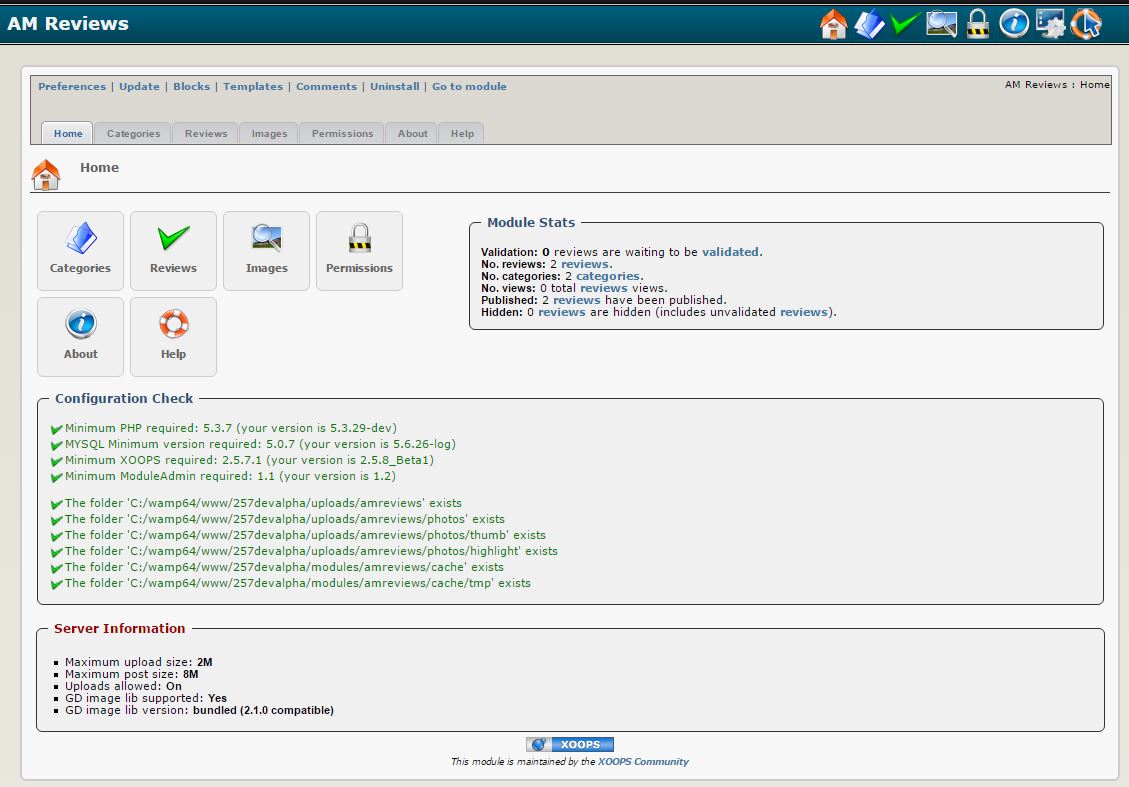 AM Reviews
Preferences | Update | Blocks | Templates | Comments | Uninstall | Go to module
AM Reviews : Home
Home Categories Reviews Images Permissions About Help
Home
Categories Reviews Images Permissions
About Help
Module Stats
Validation: 0 reviews are waiting to be validated.
No. reviews: 2 reviews.
No. categories: 2 categories.
No. views: 0 total reviews views.
Published: 2 reviews have been published.
Hidden: 0 reviews are hidden (includes unvalidated reviews).
Configuration Check
Minimum PHP required: 5.3.7 (your version is 5.3.29-dev)
MYSQL Minimum version required: 5.0.7 (your version is 5.6.26-log)
Minimum XOOPS required: 2.5.7.1 (your version is 2.5.8_Beta1)
Minimum ModuleAdmin required: 1.1 (your version is 1.2)
The folder 'C:/wamp64/www/257devalpha/uploads/amreviews' exists
The folder 'C:/wamp64/www/257devalpha/uploads/amreviews/photos' exists
The folder 'C:/wamp64/www/257devalpha/uploads/amreviews/photos/thumb' exists
The folder 'C:/wamp64/www/257devalpha/uploads/amreviews/photos/highlight' exists
The folder 'C:/wamp64/www/257devalpha/modules/amreviews/cache' exists
The folder 'C:/wamp64/www/257devalpha/modules/amreviews/cache/tmp' exists
Server Information
Maximum upload size: 2M
Maximum post size: 8M
Uploads allowed: On
GD image lib supported: Yes
GD image lib version: bundled (2.1.0 compatible)
XOOPS
This module is maintained by the XOOPS Community